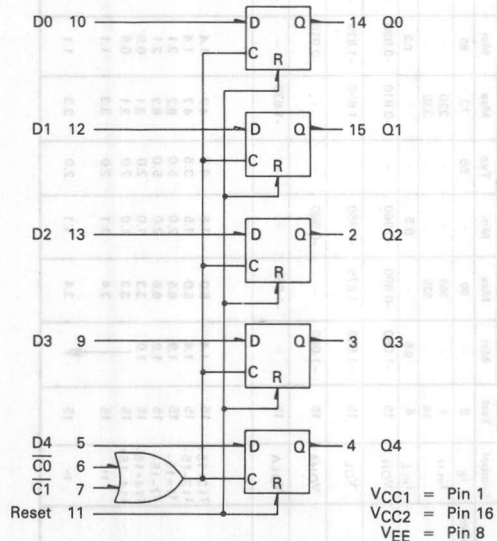 D0 10 D Q 14 Q0
C R
D1 12 D Q 15 Q1
C R
D2 13 D Q 2 Q2
C R
D3 9 D Q 3 Q3
C R
D4 5 D Q 4 Q4
C0 6
C1 7
C R
Reset 11
VCC1 = Pin 1
VCC2 = Pin 16
VEE = Pin 8